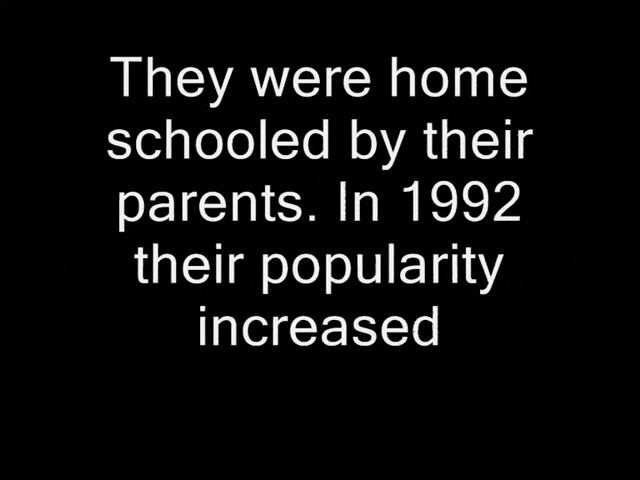 They were home
schooled by their
parents. In 1992
their popularity
increased